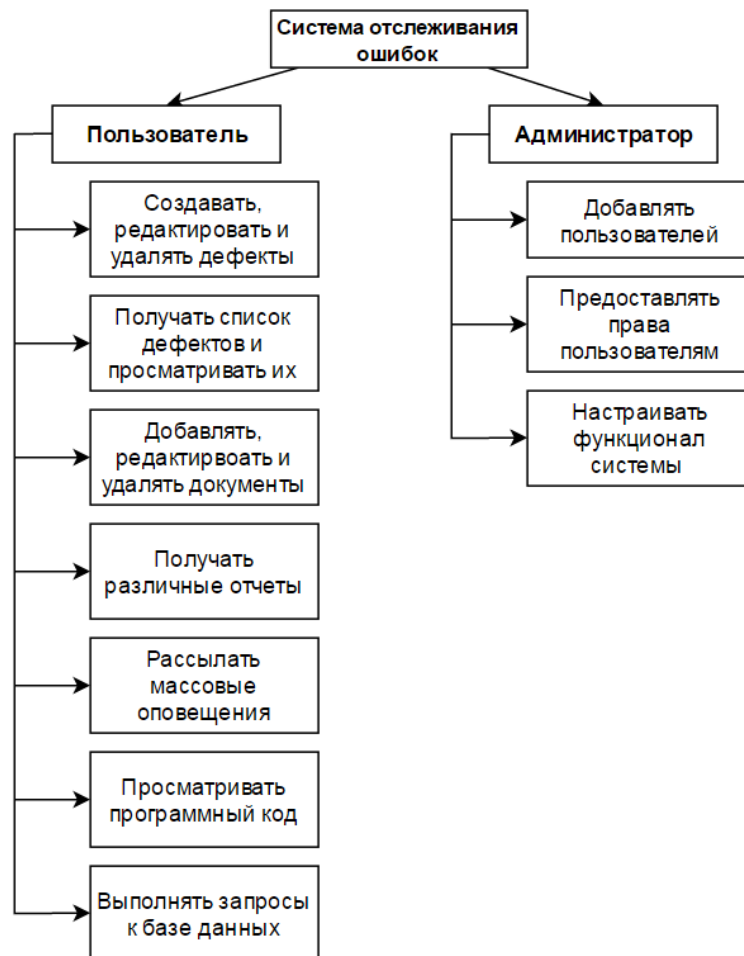 Система отслеживания
ошибок
Пользователь
Создавать,
редактировать и
удалять дефекты
Получать список
дефектов и
просматривать их
Добавлять,
редактирвоать и
удалять документы
Получать
различные отчеты
Рассылать
массовые
оповещения
Просматривать
программный код
Выполнять запросы
к базе данных
Администратор
Добавлять
пользователей
Предоставлять
права
пользователям
Настраивать
функционал
системы